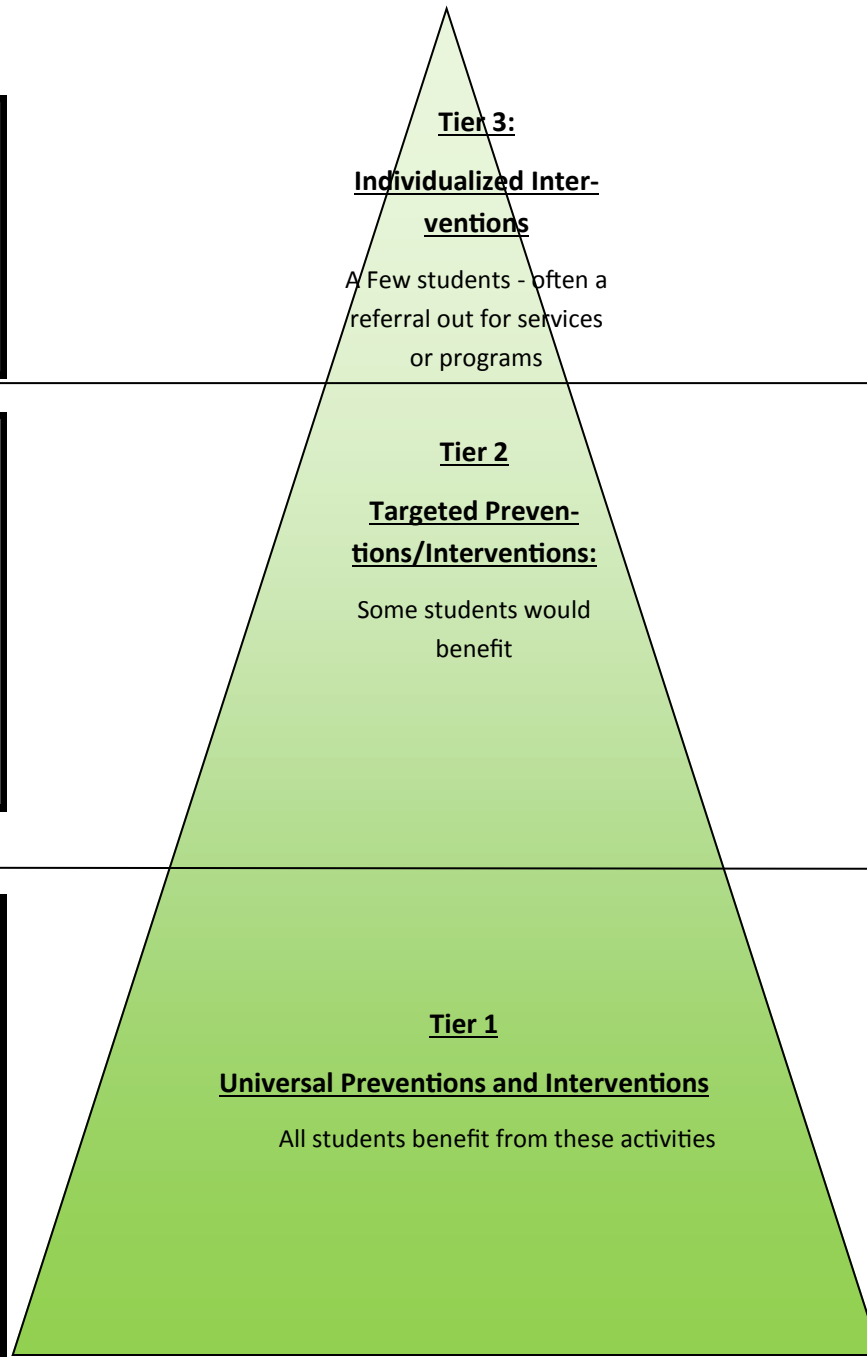 Tier 3:
Individualized Inter-
ventions
A Few students - often a
referral out for services
or programs
Tier 2
Targeted Preven-
tions/Interventions:
Some students would
benefit
Tier 1
Universal Preventions and Interventions
All students benefit from these activities